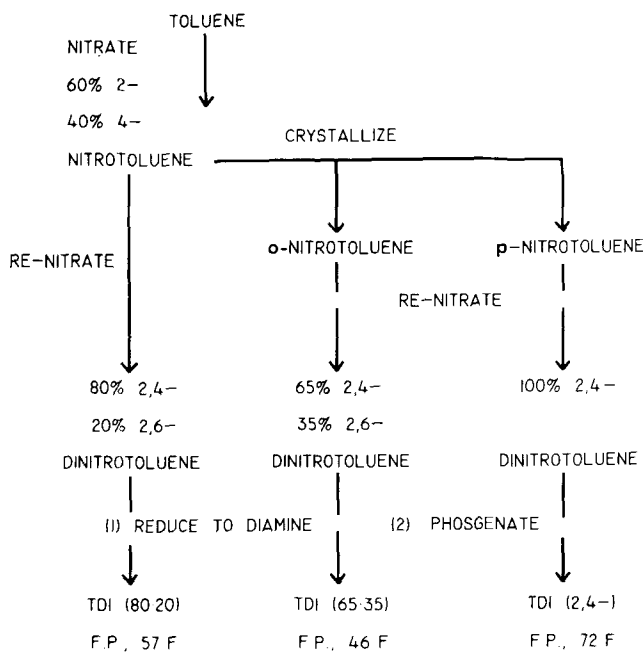 TOLUENE
NITRATE
60% 2-
40% 4-
CRYSTALLIZE
NITROTOLUENE
o-NITROTOLUENE
p-NITROTOLUENE
RE-NITRATE
RE-NITRATE
80% 2,4-
65% 2,4-
100% 2,4-
20% 2,6-
35% 2,6-
DINITROTOLUENE
DINITROTOLUENE
DINITROTOLUENE
(1) REDUCE TO DIAMINE
(2) PHOSGENATE
TDI (80·20)
TDI (65·35)
TDI (2,4-)
F.P., 57 F
F P., 46 F
F.P., 72 F